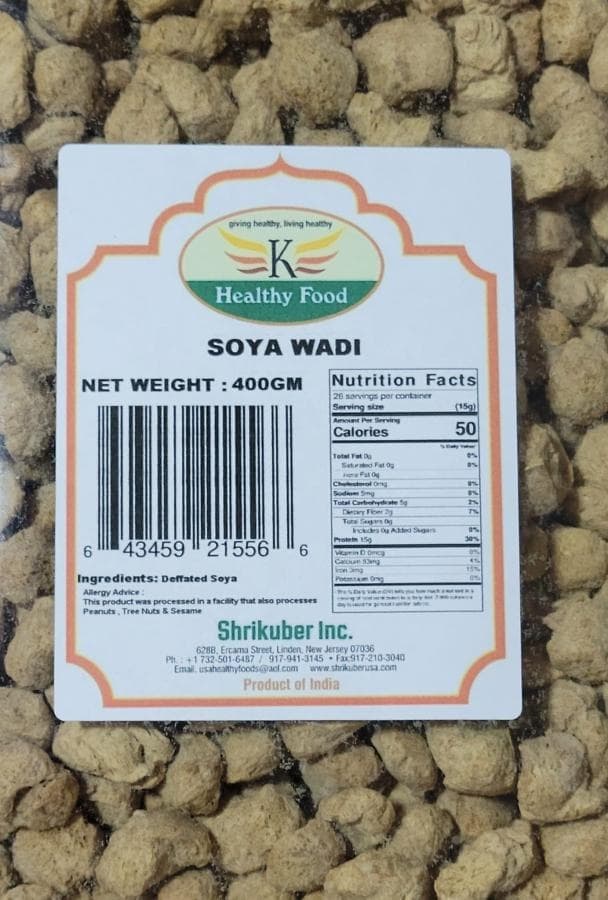 giving healthy, living healthy
K
Healthy Food
SOYA WADI
NET WEIGHT : 400GM
6 43459 21556 6
Nutrition Facts
26 servings per container
Serving size (15g)
Amount Per Serving
Calories 50
% Daily Value*
Total Fat 0g 0%
Saturated Fat 0g 0%
Trans Fat 0g
Cholesterol 0mg 0%
Sodium 5mg 0%
Total Carbohydrate 5g 2%
Dietary Fiber 2g 7%
Total Sugars 0g
Includes 0g Added Sugars 0%
Protein 15g 30%
Vitamin D 0mcg 0%
Calcium 53mg 4%
Iron 3mg 15%
Potassium 0mg 0%
Ingredients: Deffated Soya
Allergy Advice :
This product was processed in a facility that also processes
Peanuts , Tree Nuts & Sesame
Shrikuber Inc.
628B, Ercama Street, Linden, New Jersey 07036
Ph. : +1 732-501-6487 / 917-941-3145 • Fax:917-210-3040
Email. usahealthyfoods@aol.com www.shrikuberusa.com
Product of India